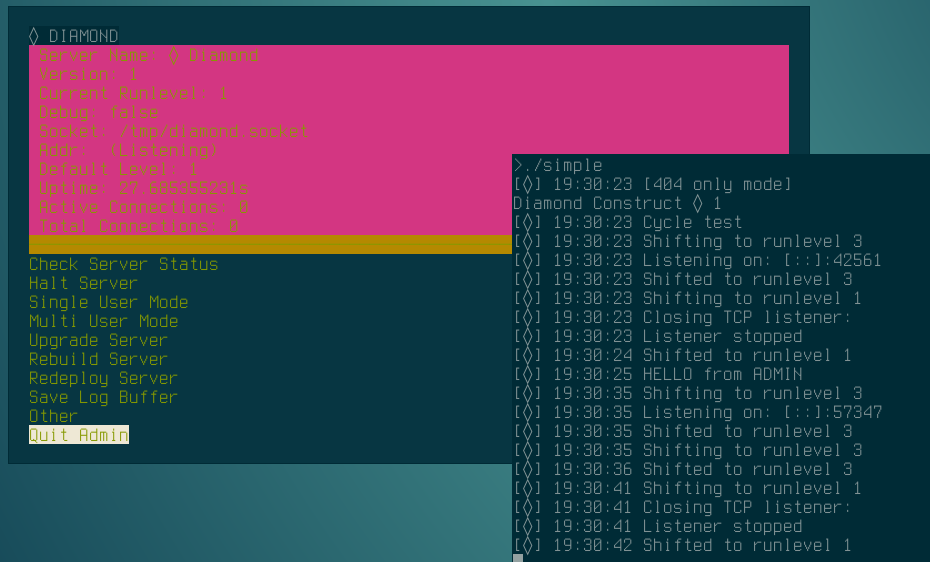 ◊ DIAMOND
Server Name: ◊ Diamond
Version: 1
Current Runlevel: 1
Debug: false
Socket: /tmp/diamond.socket
Addr:  (Listening)
Default Level: 1
Uptime: 27.665355231s
Active Connections: 0
Total Connections: 0
Check Server Status
Halt Server
Single User Mode
Multi User Mode
Upgrade Server
Rebuild Server
Redeploy Server
Save Log Buffer
Other
Quit Admin
>./simple
[◊] 19:30:23 [404 only mode]
Diamond Construct ◊ 1
[◊] 19:30:23 Cycle test
[◊] 19:30:23 Shifting to runlevel 3
[◊] 19:30:23 Listening on: [::]:42561
[◊] 19:30:23 Shifted to runlevel 3
[◊] 19:30:23 Shifting to runlevel 1
[◊] 19:30:23 Closing TCP listener:
[◊] 19:30:23 Listener stopped
[◊] 19:30:24 Shifted to runlevel 1
[◊] 19:30:25 HELLO from ADMIN
[◊] 19:30:35 Shifting to runlevel 3
[◊] 19:30:35 Listening on: [::]:57347
[◊] 19:30:35 Shifted to runlevel 3
[◊] 19:30:35 Shifting to runlevel 3
[◊] 19:30:36 Shifted to runlevel 3
[◊] 19:30:41 Shifting to runlevel 1
[◊] 19:30:41 Closing TCP listener:
[◊] 19:30:41 Listener stopped
[◊] 19:30:42 Shifted to runlevel 1